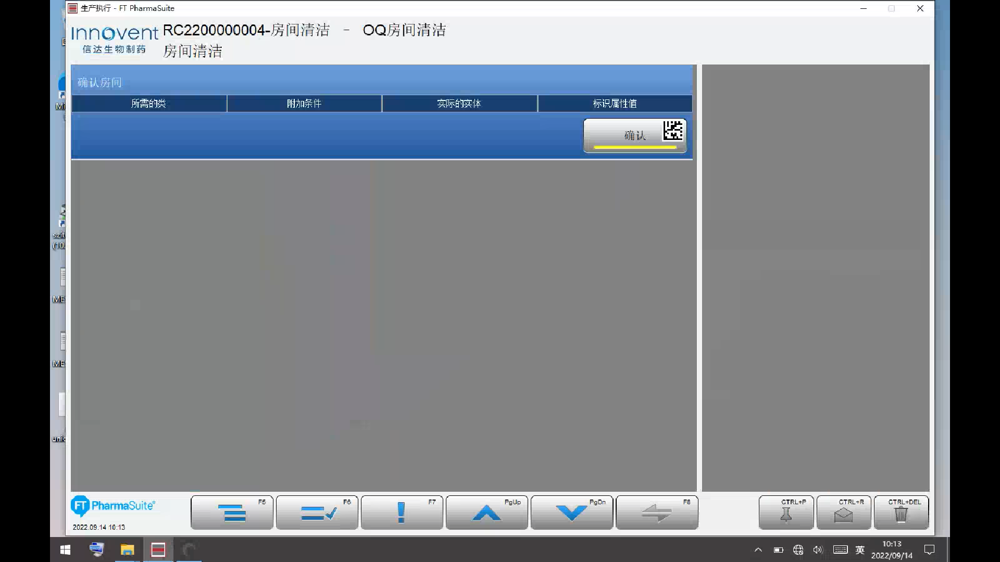 生产执行 - FT PharmaSuite
Innovent
信达生物制药
RC2200000004-房间清洁 - OQ房间清洁
房间清洁
确认房间
所需的类 附加条件 实际的实体 标识属性值
确认
szit
(10.
ME
ME
FT PharmaSuite®
2022.09.14 10:13
F5 F6 F7 PgUp PgDn F8 CTRL+P CTRL+R CTRL+DEL
英
10:13
2022/09/14